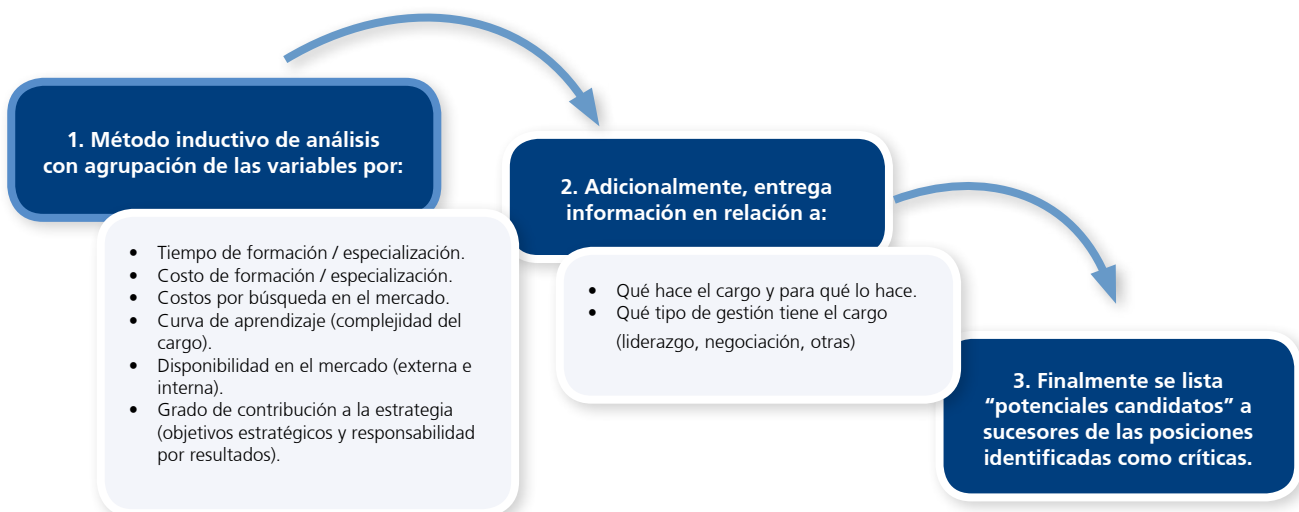 1. Método inductivo de análisis
con agrupación de las variables por:
• Tiempo de formación / especialización.
• Costo de formación / especialización.
• Costos por búsqueda en el mercado.
• Curva de aprendizaje (complejidad del
cargo).
• Disponibilidad en el mercado (externa e
interna).
• Grado de contribución a la estrategia
(objetivos estratégicos y responsabilidad
por resultados).
2. Adicionalmente, entrega
información en relación a:
• Qué hace el cargo y para qué lo hace.
• Qué tipo de gestión tiene el cargo
(liderazgo, negociación, otras)
3. Finalmente se lista
“potenciales candidatos” a
sucesores de las posiciones
identificadas como críticas.